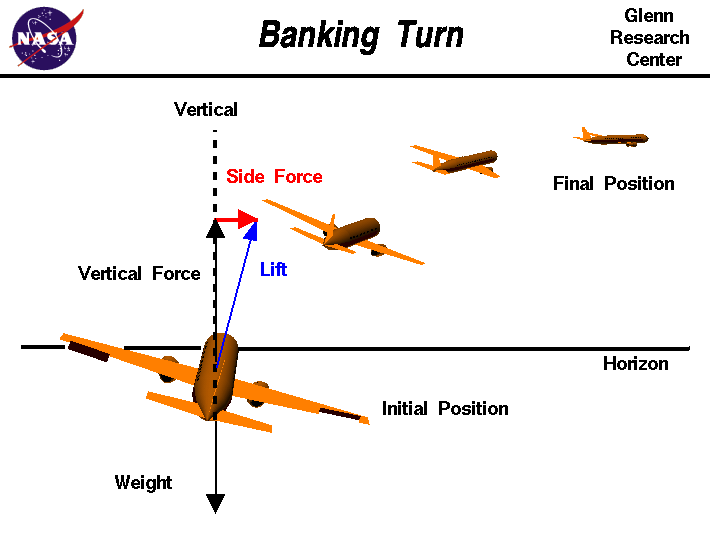 NASA
Banking Turn
Glenn
Research
Center
Vertical
Side Force
Final Position
Vertical Force
Lift
Horizon
Initial Position
Weight